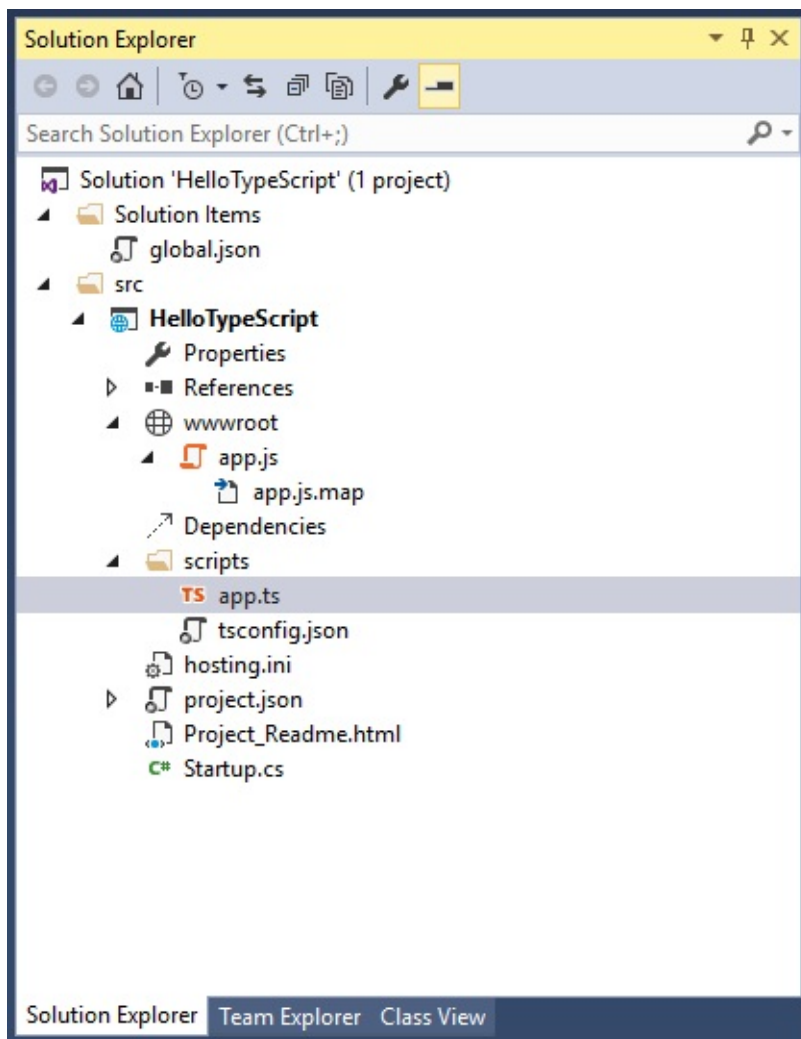 Solution Explorer
Search Solution Explorer (Ctrl+;)
Solution 'HelloTypeScript' (1 project)
Solution Items
global.json
src
HelloTypeScript
Properties
References
wwwroot
app.js
app.js.map
Dependencies
scripts
TS app.ts
tsconfig.json
hosting.ini
project.json
Project_Readme.html
C# Startup.cs
Solution Explorer Team Explorer Class View